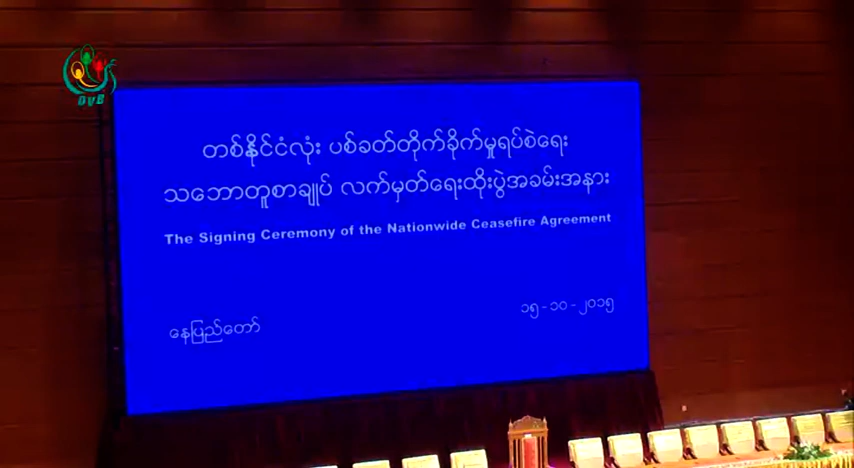 DVB
တစ်နိုင်ငံလုံး ပစ်ခတ်တိုက်ခိုက်မှုရပ်စဲရေး
သဘောတူစာချုပ် လက်မှတ်ရေးထိုးပွဲအခမ်းအနား
The Signing Ceremony of the Nationwide Ceasefire Agreement
နေပြည်တော်
၁၅-၁၀-၂၀၁၅